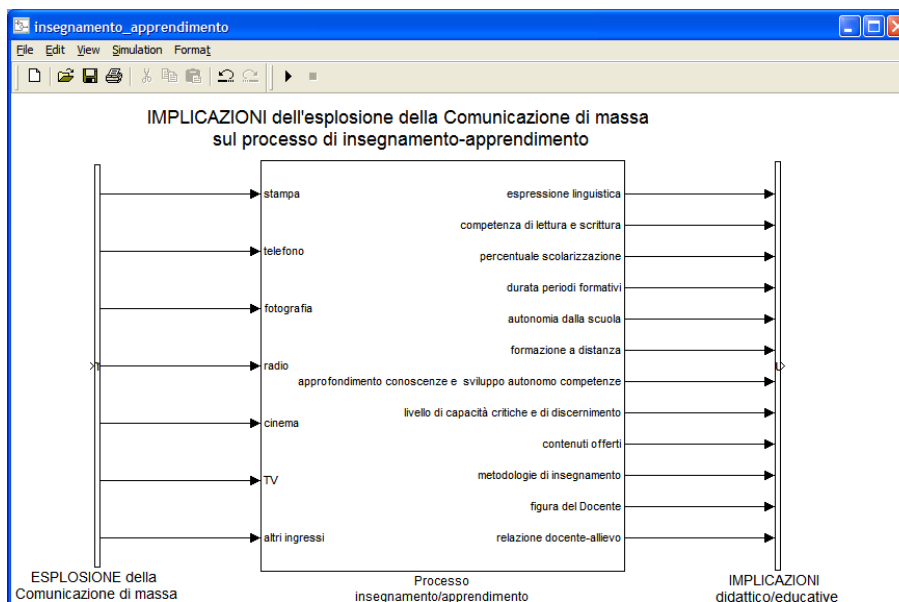 insegnamento_apprendimento
File Edit View Simulation Format
IMPLICAZIONI dell'esplosione della Comunicazione di massa
sul processo di insegnamento-apprendimento
stampa
telefono
fotografia
radio
cinema
TV
altri ingressi
espressione linguistica
competenza di lettura e scrittura
percentuale scolarizzazione
durata periodi formativi
autonomia dalla scuola
formazione a distanza
approfondimento conoscenze e sviluppo autonomo competenze
livello di capacità critiche e di discernimento
contenuti offerti
metodologie di insegnamento
figura del Docente
relazione docente-allievo
ESPLOSIONE della
Comunicazione di massa
Processo
insegnamento/apprendimento
IMPLICAZIONI
didattico/educative